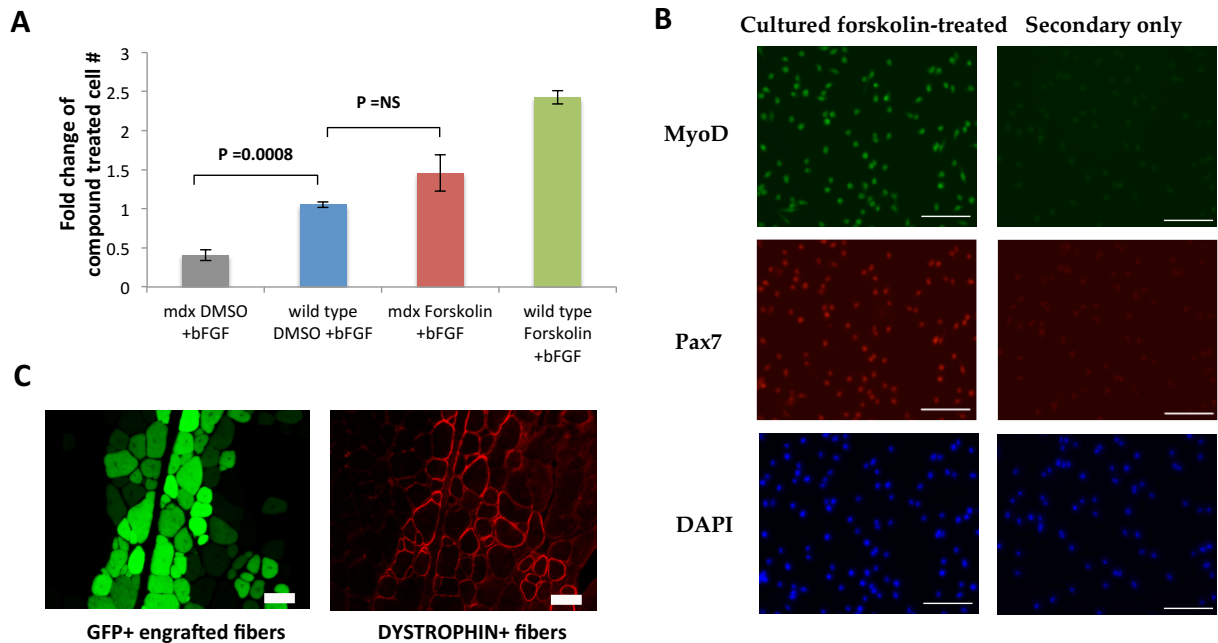 A
Fold change of
compound treated cell #
2.5
2
1.5
1
0.5
0
P =0.0008
P =NS
mdx DMSO
+bFGF
wild type
DMSO +bFGF
mdx Forskolin
+bFGF
wild type
Forskolin
+bFGF
B
Cultured forskolin-treated Secondary only
MyoD
Pax7
DAPI
C
GFP+ engrafted fibers
DYSTROPHIN+ fibers